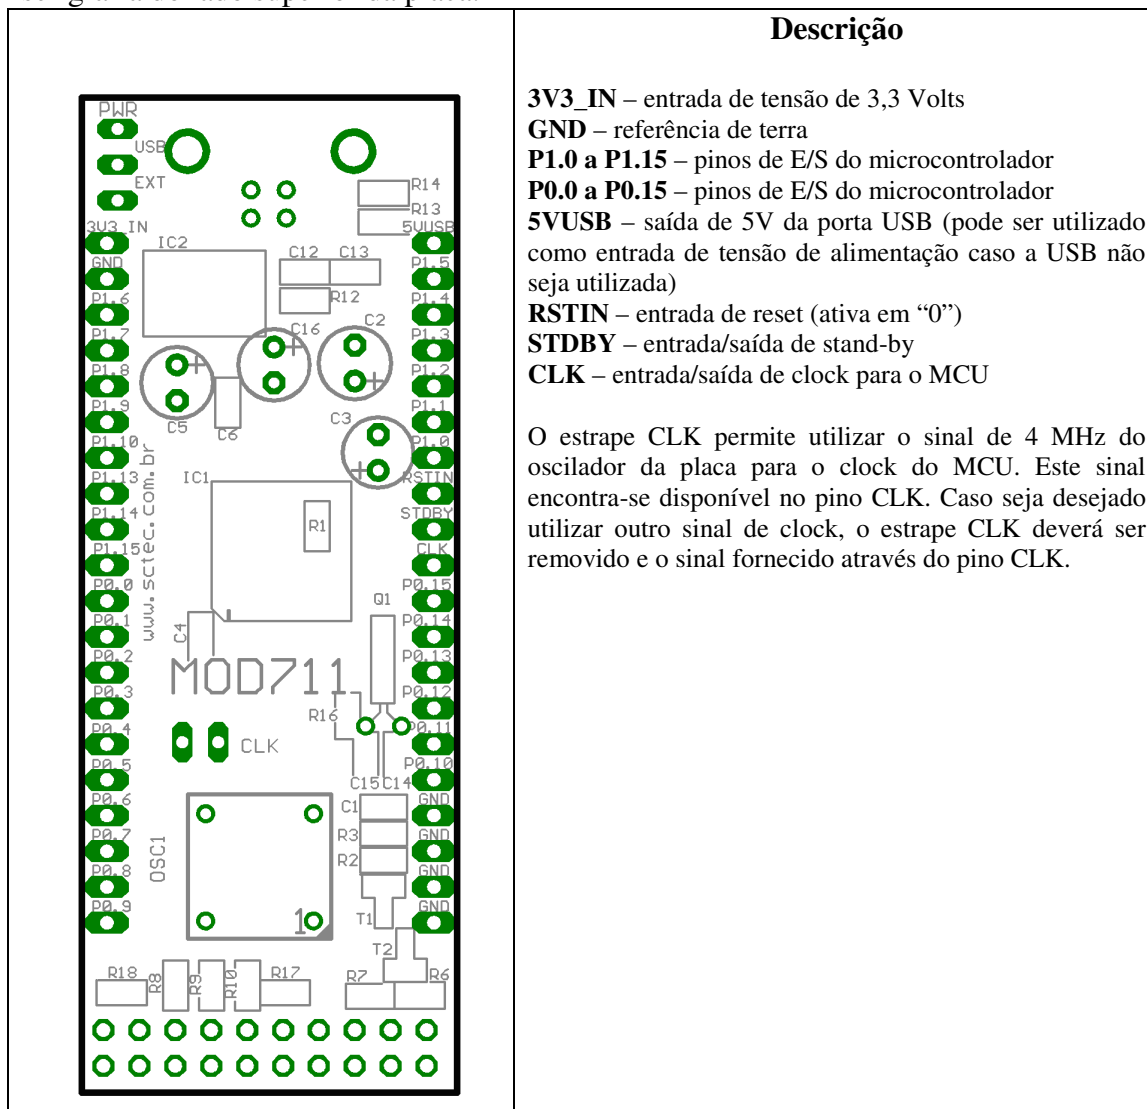 do lado superior da placa.
Descrição
3V3_IN – entrada de tensão de 3,3 Volts
GND – referência de terra
P1.0 a P1.15 – pinos de E/S do microcontrolador
P0.0 a P0.15 – pinos de E/S do microcontrolador
5VUSB – saída de 5V da porta USB (pode ser utilizado
como entrada de tensão de alimentação caso a USB não
seja utilizada)
RSTIN – entrada de reset (ativa em “0”)
STDBY – entrada/saída de stand-by
CLK – entrada/saída de clock para o MCU
O estrape CLK permite utilizar o sinal de 4 MHz do
oscilador da placa para o clock do MCU. Este sinal
encontra-se disponível no pino CLK. Caso seja desejado
utilizar outro sinal de clock, o estrape CLK deverá ser
removido e o sinal fornecido através do pino CLK.
PWR
USB
EXT
R14
R13
3V3_IN
5VUSB
IC2
C12 C13
GND
P1.5
P1.6
R12
P1.4
P1.7
C16
C2
P1.3
P1.8
P1.2
P1.9
C5
C6
C3
P1.1
P1.10
P1.0
P1.13
IC1
RSTIN
P1.14
R1
STDBY
P1.15
CLK
www.sctec.com.br
P0.0
Q1
P0.15
P0.1
C4
P0.14
P0.2
P0.13
MOD711
P0.3
P0.12
R16
P0.4
P0.11
CLK
P0.5
P0.10
C15 C14
P0.6
C1
GND
P0.7
R3
GND
OSC1
R2
P0.8
GND
P0.9
GND
1
T1
T2
R18
R8
R9
R10
R17
R7
R6